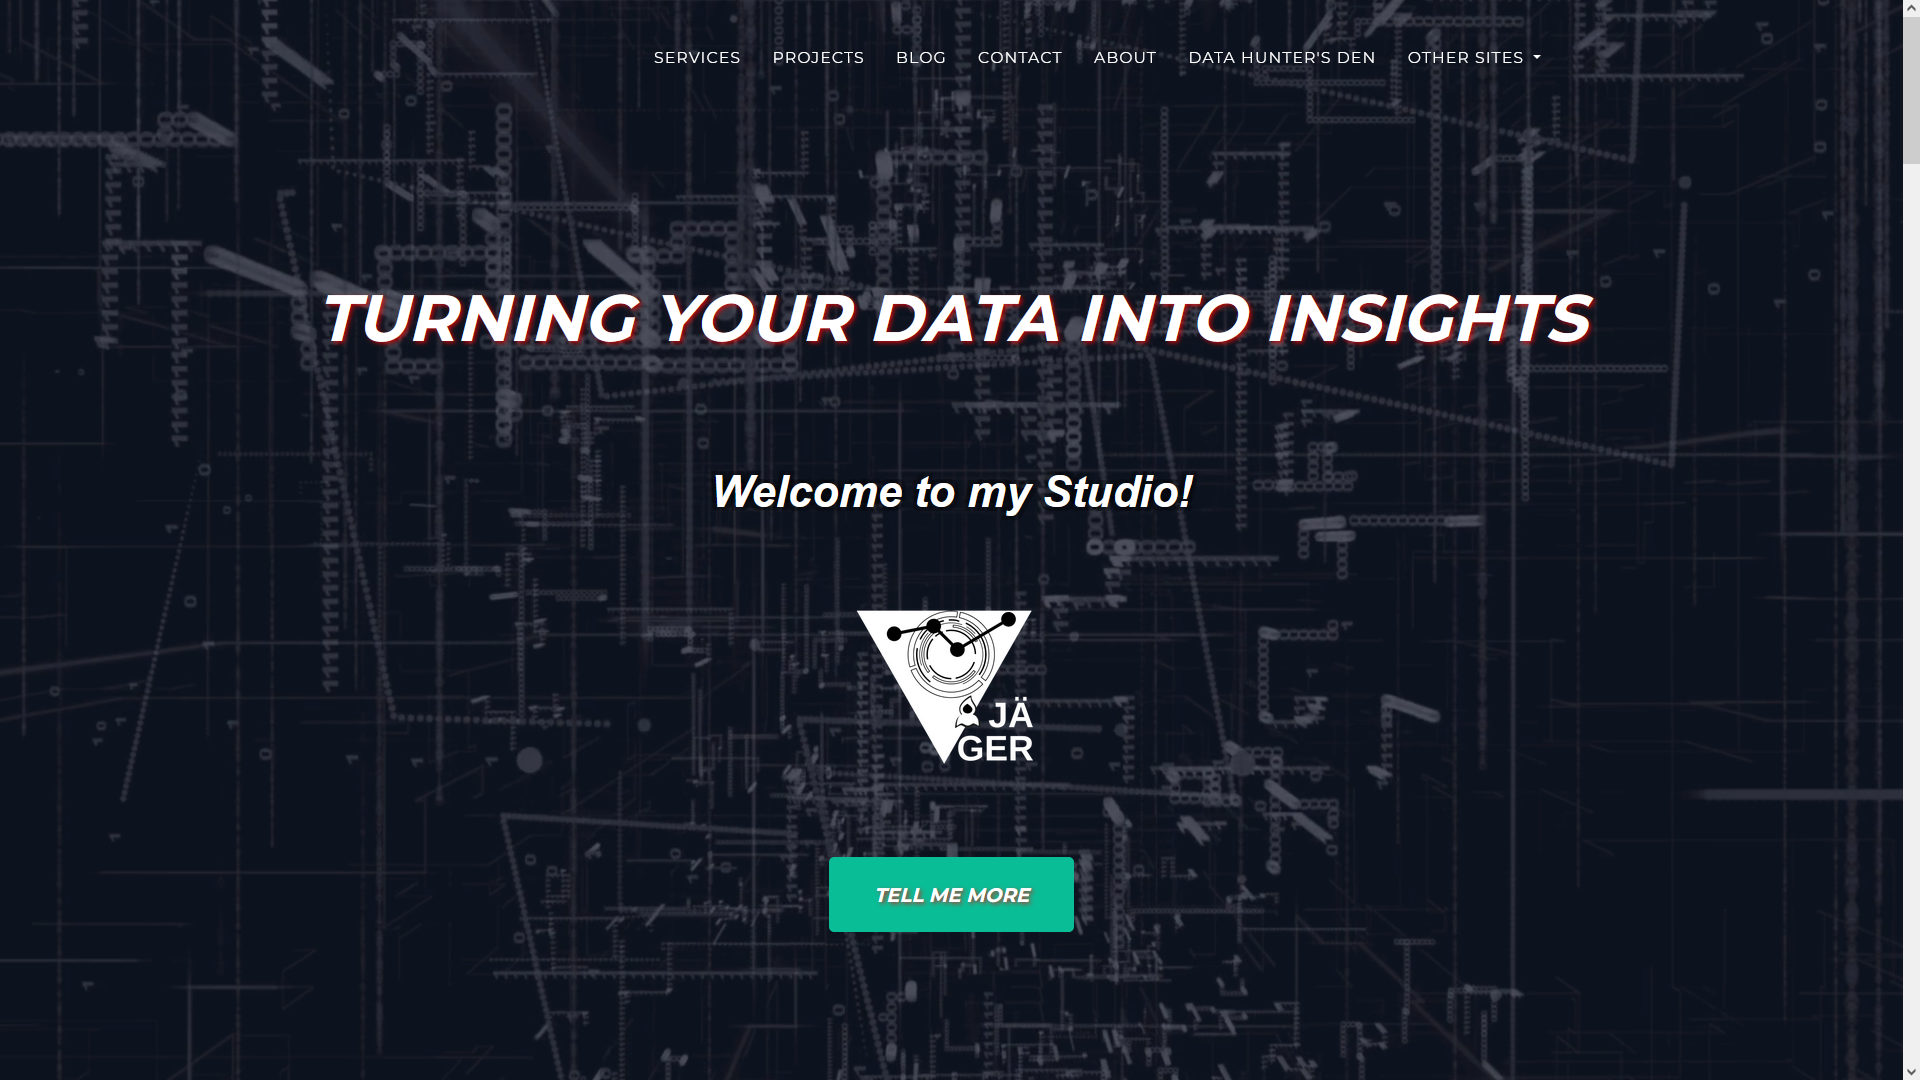 SERVICES PROJECTS BLOG CONTACT ABOUT DATA HUNTER'S DEN OTHER SITES
TURNING YOUR DATA INTO INSIGHTS
Welcome to my Studio!
JÄ
GER
TELL ME MORE